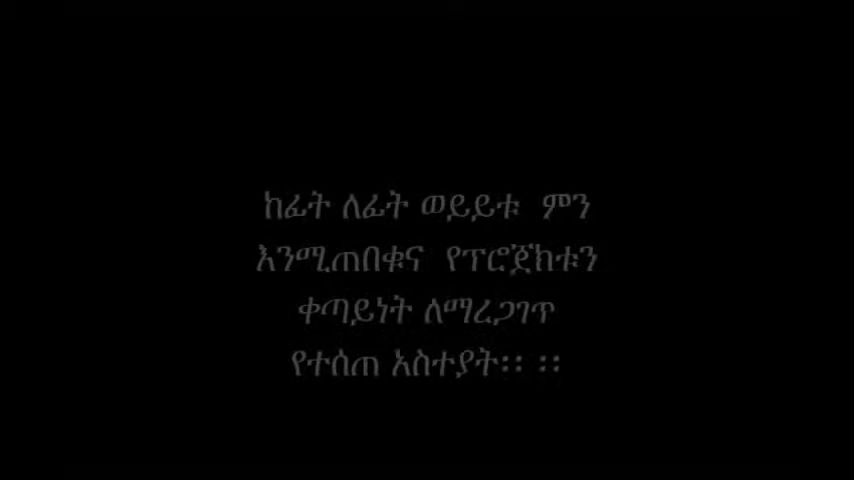 ከፊት ለፊት ወይይቱ ምን
እንሚጠበቁና የፕሮጀክቱን
ቀጣይነት ለማረጋገጥ
የተሰጠ አስተያት፡፡ ፡፡